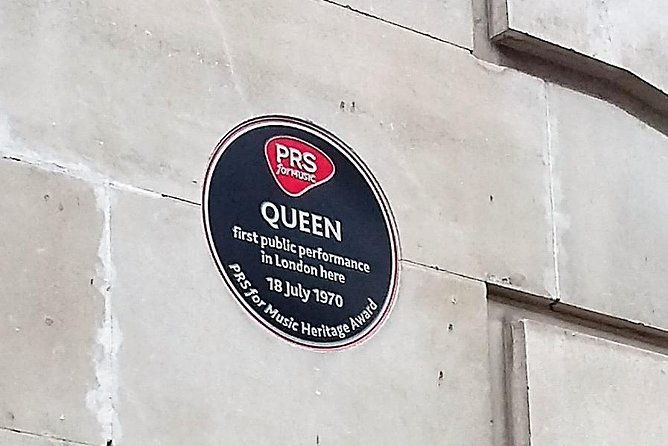 PRS
for MUSIC
QUEEN
first public performance
in London here
18 July 1970
PRS for Music Heritage Award